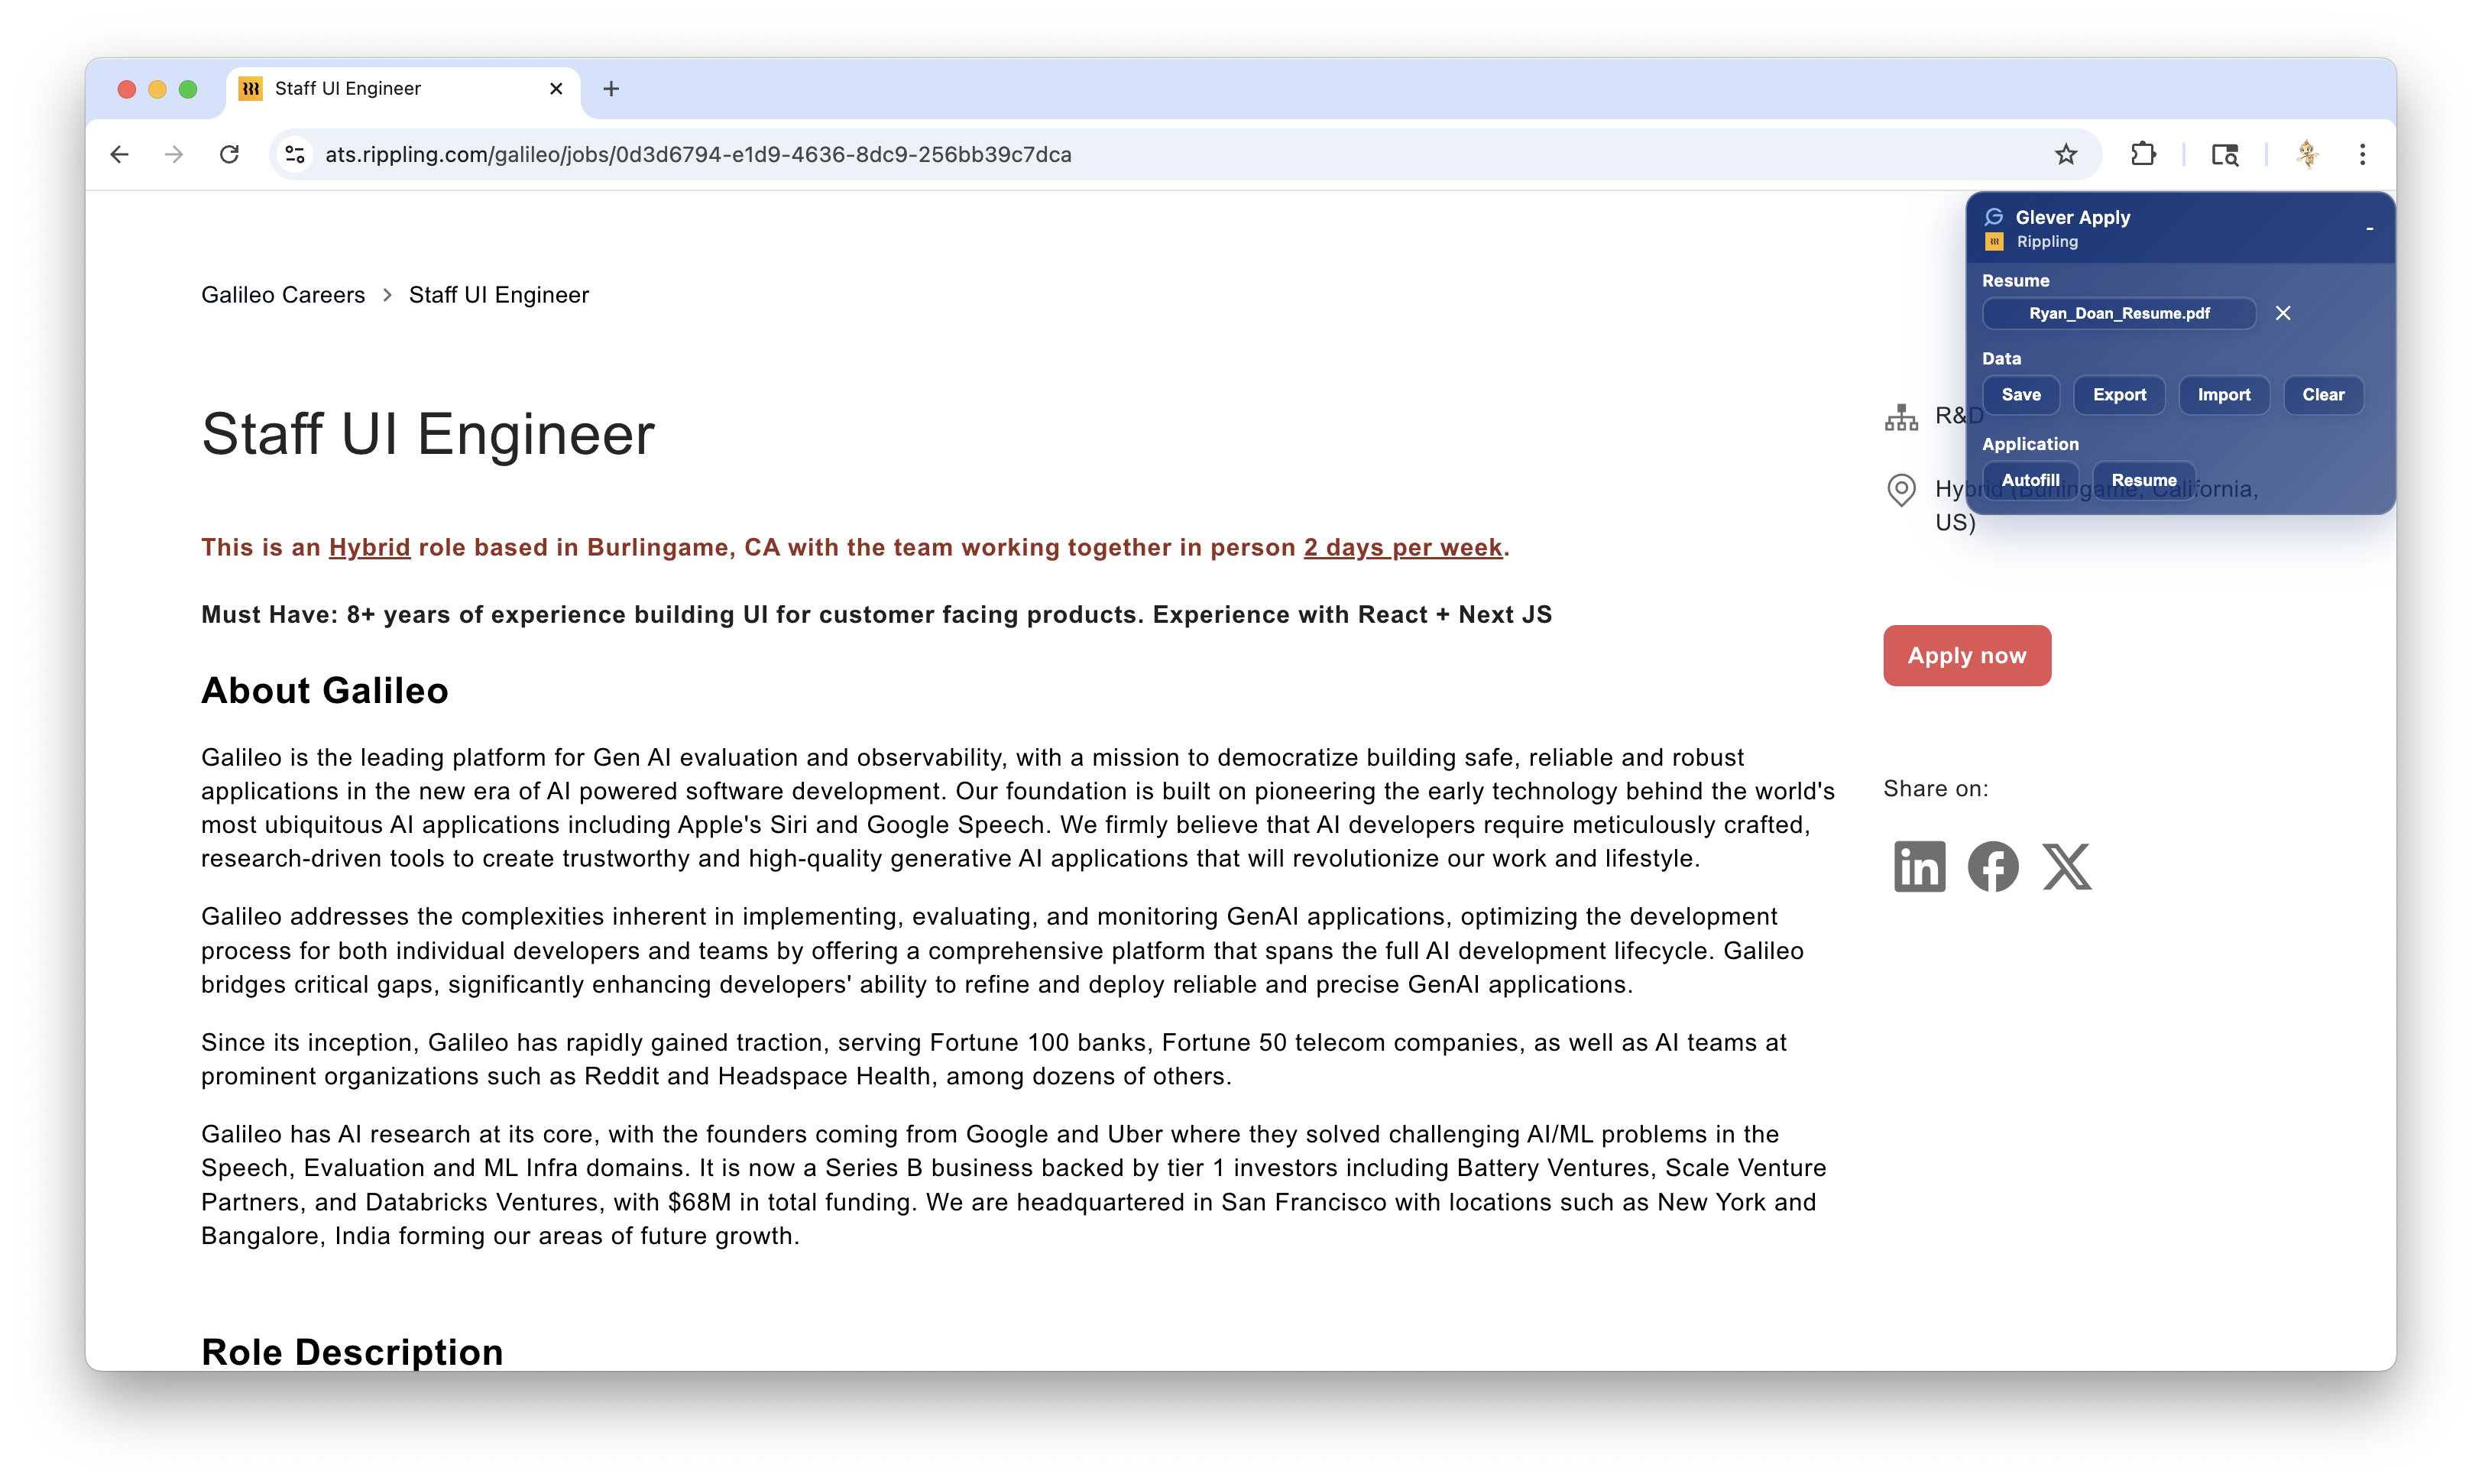 Staff UI Engineer
ats.rippling.com/galileo/jobs/0d3d6794-e1d9-4636-8dc9-256bb39c7dca
Glever Apply
Rippling
-
Resume
Ryan_Doan_Resume.pdf
Data
Save Export Import Clear
Application
Autofill Resume
Galileo Careers > Staff UI Engineer
Staff UI Engineer
This is an Hybrid role based in Burlingame, CA with the team working together in person 2 days per week.
Must Have: 8+ years of experience building UI for customer facing products. Experience with React + Next JS
About Galileo
Galileo is the leading platform for Gen AI evaluation and observability, with a mission to democratize building safe, reliable and robust
applications in the new era of AI powered software development. Our foundation is built on pioneering the early technology behind the world's
most ubiquitous AI applications including Apple's Siri and Google Speech. We firmly believe that AI developers require meticulously crafted,
research-driven tools to create trustworthy and high-quality generative AI applications that will revolutionize our work and lifestyle.
Galileo addresses the complexities inherent in implementing, evaluating, and monitoring GenAI applications, optimizing the development
process for both individual developers and teams by offering a comprehensive platform that spans the full AI development lifecycle. Galileo
bridges critical gaps, significantly enhancing developers' ability to refine and deploy reliable and precise GenAI applications.
Since its inception, Galileo has rapidly gained traction, serving Fortune 100 banks, Fortune 50 telecom companies, as well as AI teams at
prominent organizations such as Reddit and Headspace Health, among dozens of others.
Galileo has AI research at its core, with the founders coming from Google and Uber where they solved challenging AI/ML problems in the
Speech, Evaluation and ML Infra domains. It is now a Series B business backed by tier 1 investors including Battery Ventures, Scale Venture
Partners, and Databricks Ventures, with $68M in total funding. We are headquartered in San Francisco with locations such as New York and
Bangalore, India forming our areas of future growth.
Role Description
R&D
Hybrid (Burlingame, California,
US)
Apply now
Share on: